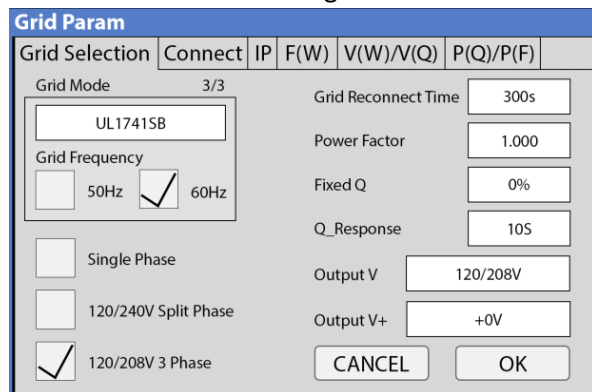 Grid Param
Grid Selection Connect IP F(W) V(W)/V(Q) P(Q)/P(F)
Grid Mode 3/3
UL1741SB
Grid Frequency
50Hz 60Hz
Single Phase
120/240V Split Phase
120/208V 3 Phase
Grid Reconnect Time 300s
Power Factor 1.000
Fixed Q 0%
Q_Response 10S
Output V 120/208V
Output V+ +0V
CANCEL OK